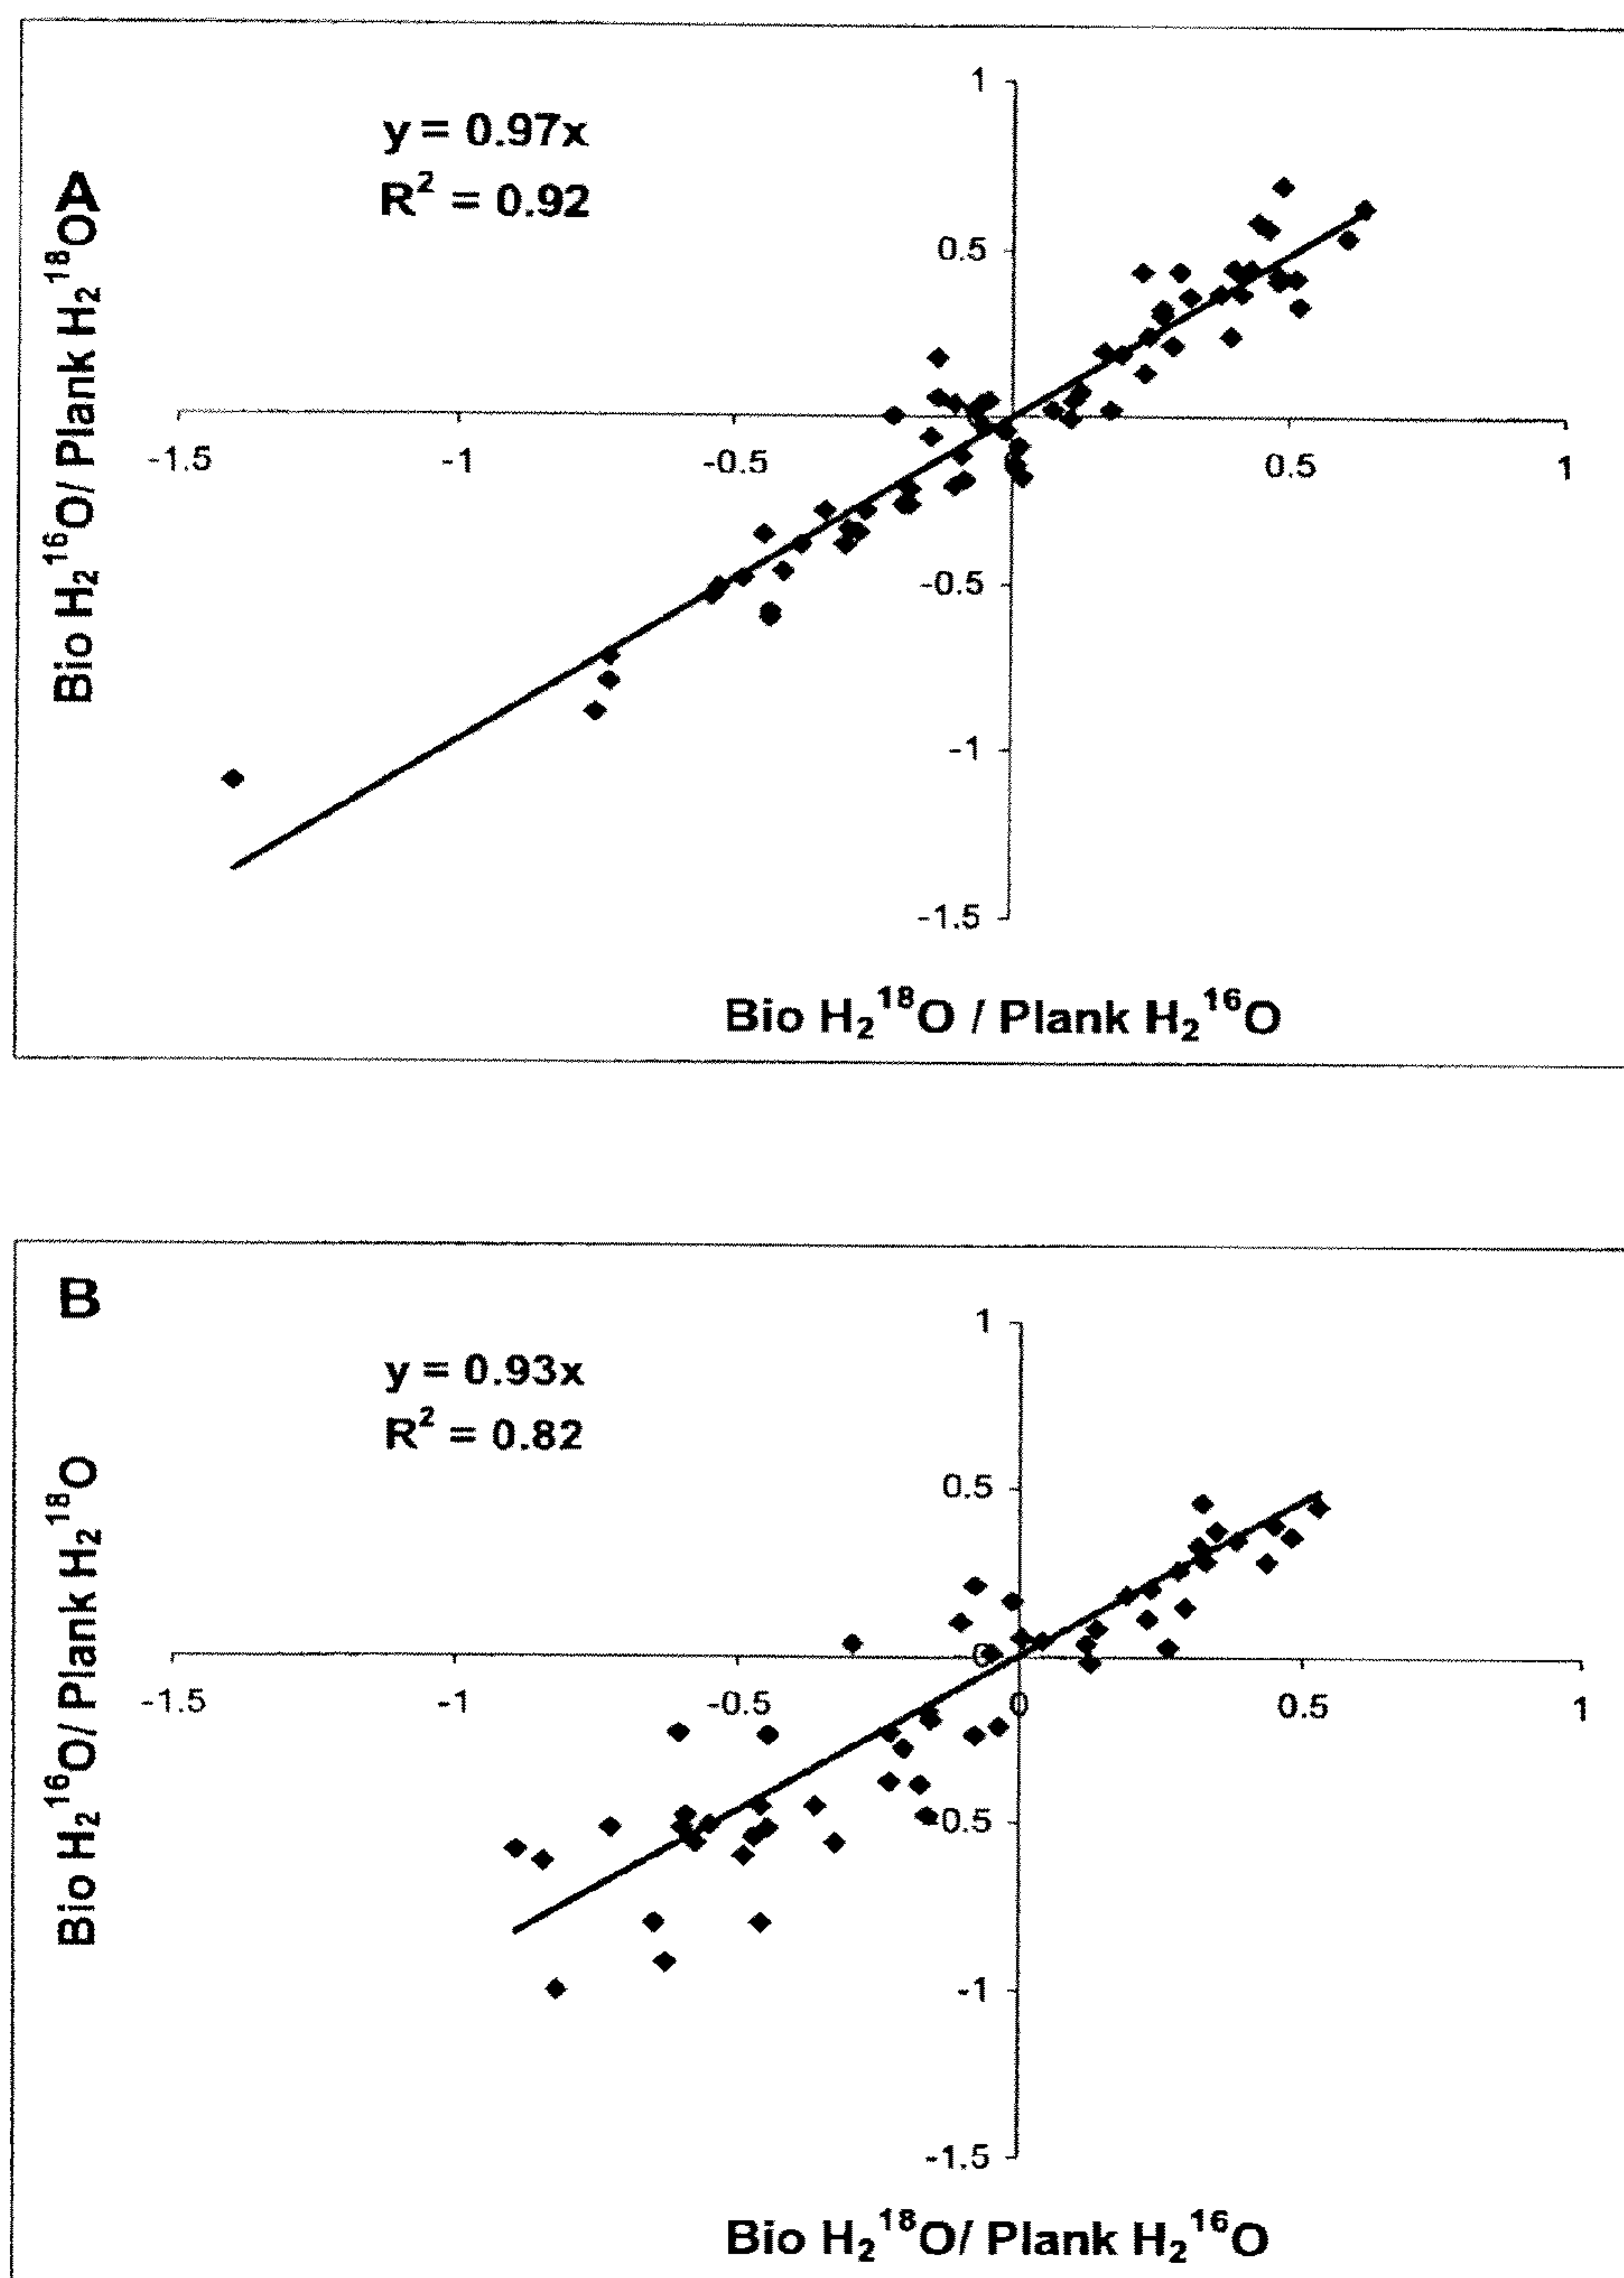 A
y = 0.97x
R² = 0.92
Bio H₂¹⁶O/ Plank H₂¹⁸O
1
0.5
-0.5
-1
-1.5
-1.5
-1
-0.5
0.5
1
Bio H₂¹⁸O / Plank H₂¹⁶O
B
y = 0.93x
R² = 0.82
Bio H₂¹⁶O/ Plank H₂¹⁸O
1
0.5
0
-0.5
-1
-1.5
-1.5
-1
-0.5
0
0.5
1
Bio H₂¹⁸O/ Plank H₂¹⁶O